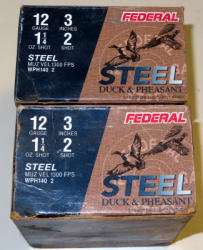 12 3 FEDERAL
GAUGE INCHES
1 1/4 2
OZ. SHOT SHOT
STEEL
MUZ VEL 1300 FPS
WPH140 2
STEEL
DUCK & PHEASANT
12 3 FEDERAL
GAUGE INCHES
1 1/4 2
OZ. SHOT SHOT
STEEL
MUZ VEL 1300 FPS
WPH140 2
STEEL
DUCK & PHEASANT